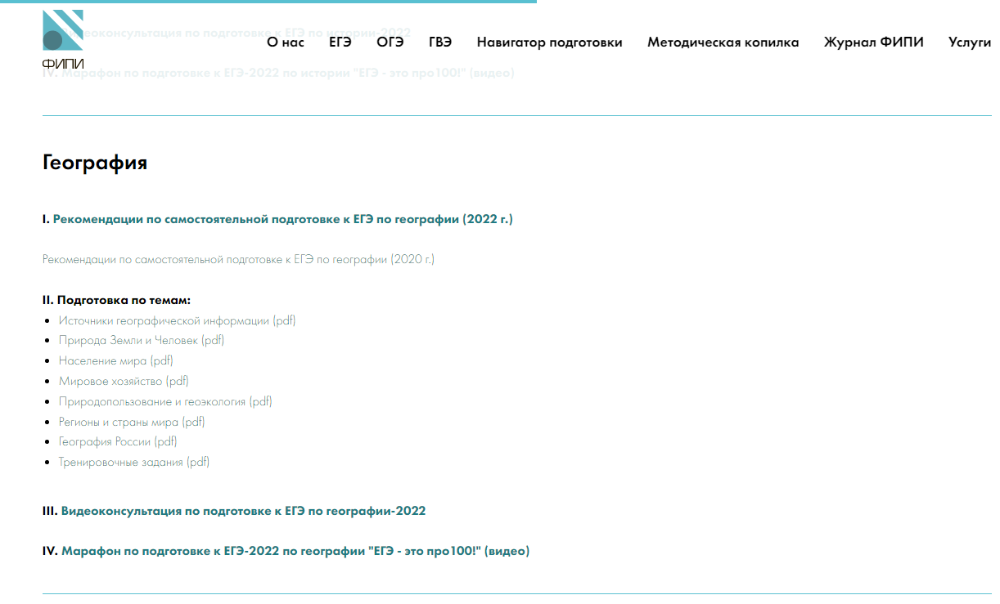 III. Видеоконсультация по подготовке к ЕГЭ по истории-2022
О нас ЕГЭ ОГЭ ГВЭ Навигатор подготовки Методическая копилка Журнал ФИПИ Услуги
ФИПИ
IV. Марафон по подготовке к ЕГЭ-2022 по истории "ЕГЭ - это про100!" (видео)
География
I. Рекомендации по самостоятельной подготовке к ЕГЭ по географии (2022 г.)
Рекомендации по самостоятельной подготовке к ЕГЭ по географии (2020 г.)
II. Подготовка по темам:
Источники географической информации (pdf)
Природа Земли и Человек (pdf)
Население мира (pdf)
Мировое хозяйство (pdf)
Природопользование и геоэкология (pdf)
Регионы и страны мира (pdf)
География России (pdf)
Тренировочные задания (pdf)
III. Видеоконсультация по подготовке к ЕГЭ по географии-2022
IV. Марафон по подготовке к ЕГЭ-2022 по географии "ЕГЭ - это про100!" (видео)